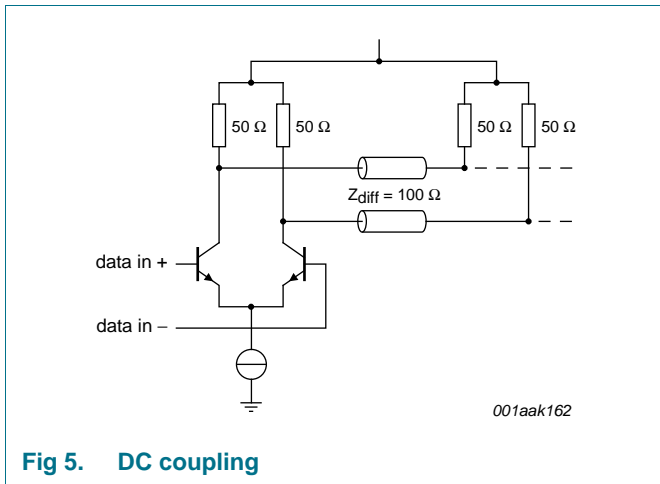 50 Ω 50 Ω 50 Ω 50 Ω
Zdiff = 100 Ω
data in +
data in −
001aak162
Fig 5. DC coupling